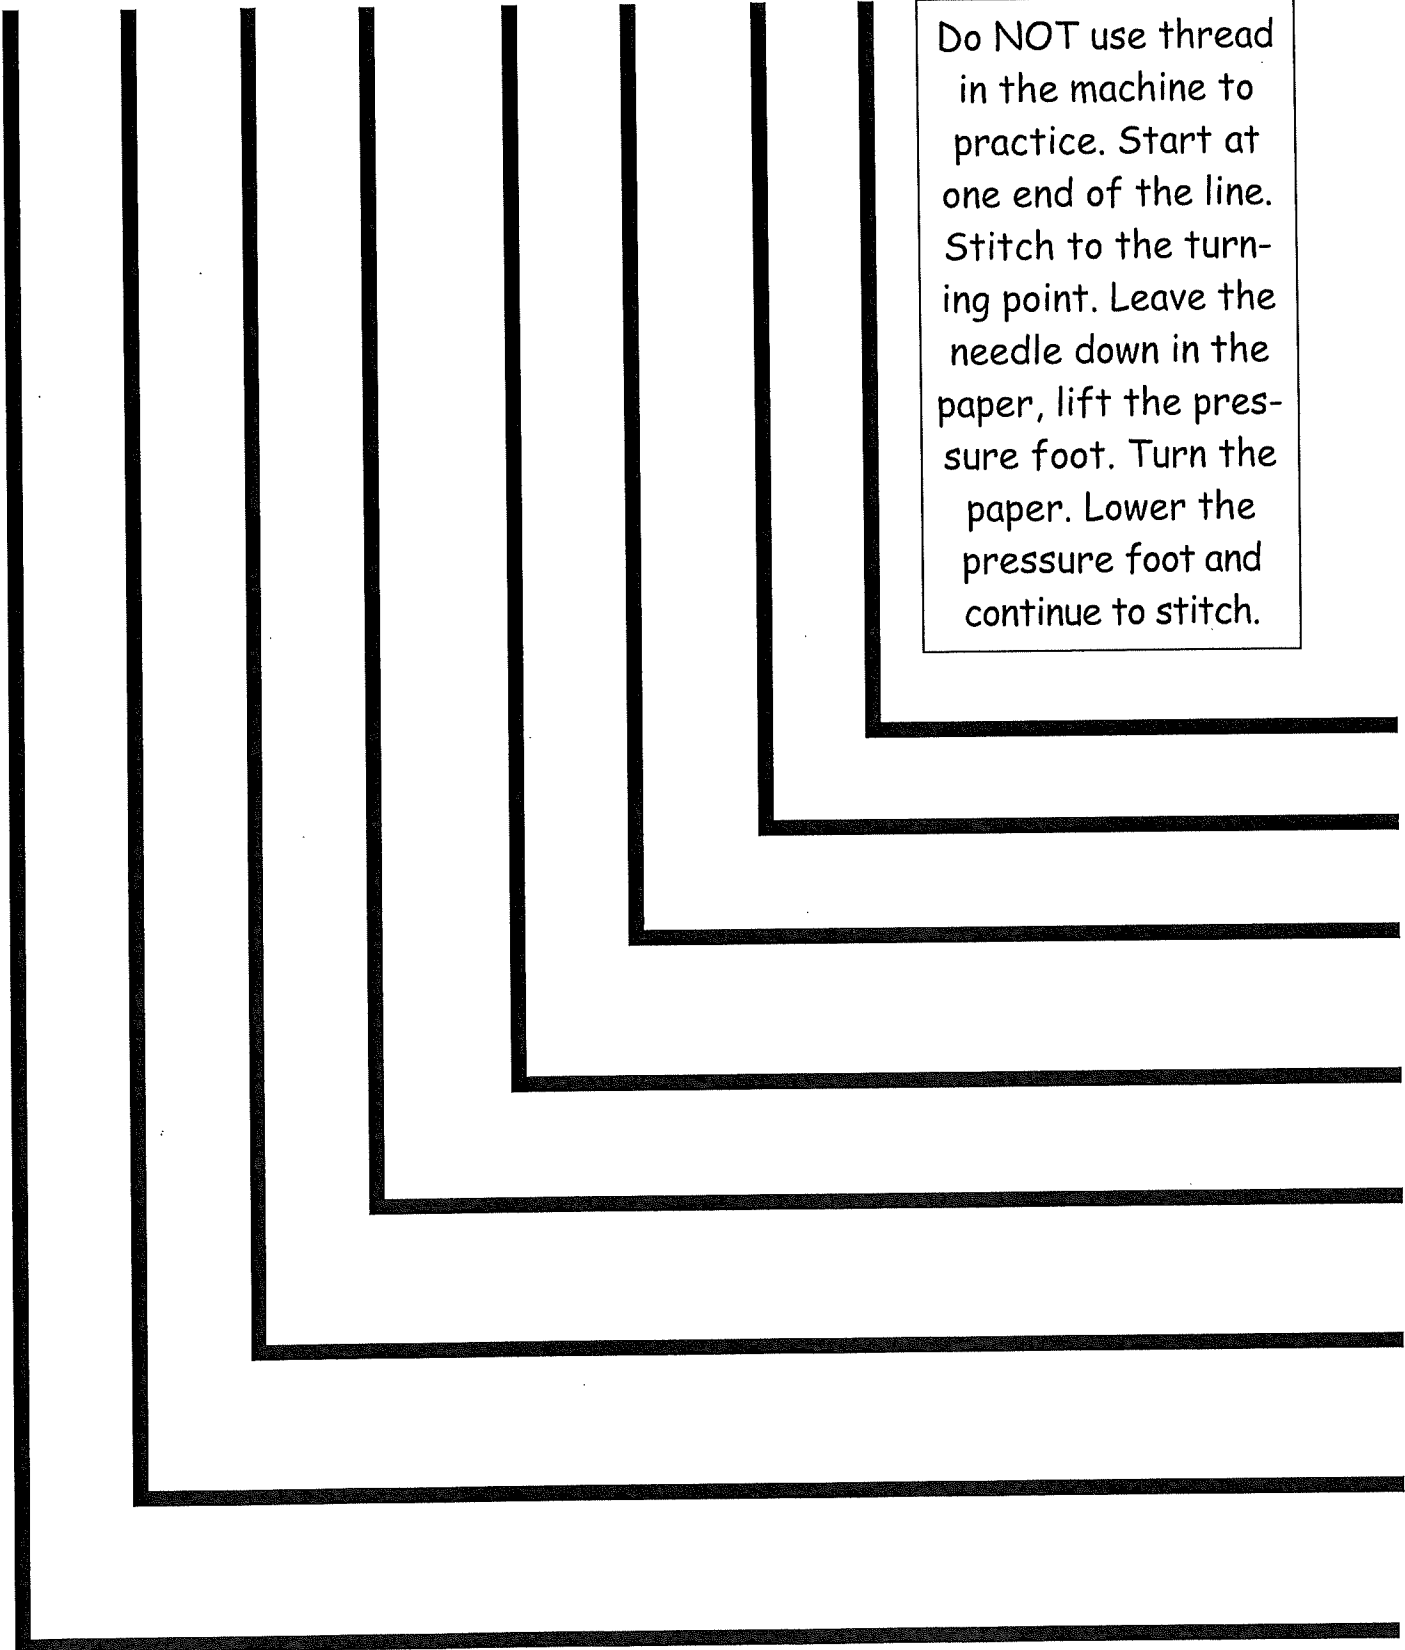 Do NOT use thread
in the machine to
practice. Start at
one end of the line.
Stitch to the turn-
ing point. Leave the
needle down in the
paper, lift the pres-
sure foot. Turn the
paper. Lower the
pressure foot and
continue to stitch.